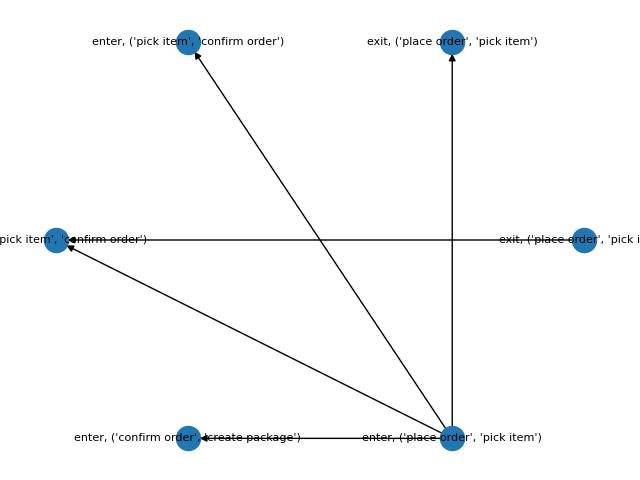 enter, ('pick item', 'confirm order')
exit, ('place order', 'pick item')
pick item', 'confirm order')
exit, ('place order', 'pick i
enter, ('confirm order', 'create package')
enter, ('place order', 'pick item')